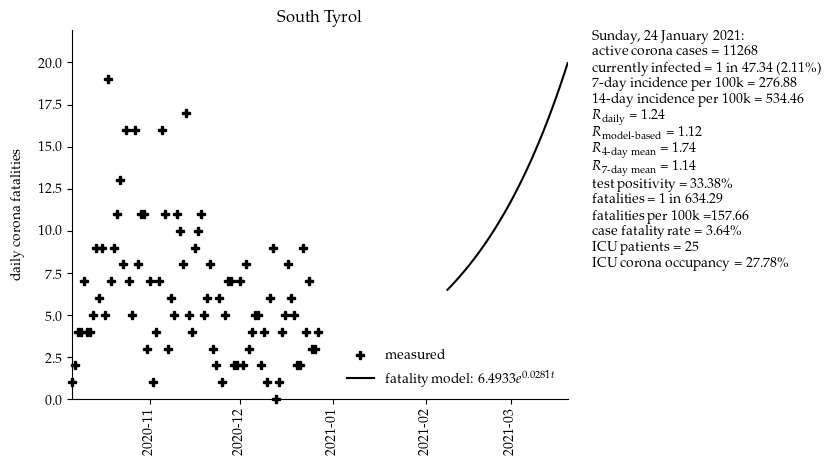 South Tyrol
daily corona fatalities
20.0
17.5
15.0
12.5
10.0
7.5
5.0
2.5
0.0
2020-11
2020-12
2021-01
2021-02
2021-03
measured
fatality model: 6.4933e^0.0281t
Sunday, 24 January 2021:
active corona cases = 11268
currently infected = 1 in 47.34 (2.11%)
7-day incidence per 100k = 276.88
14-day incidence per 100k = 534.46
R_daily = 1.24
R_model-based = 1.12
R_4-day mean = 1.74
R_7-day mean = 1.14
test positivity = 33.38%
fatalities = 1 in 634.29
fatalities per 100k =157.66
case fatality rate = 3.64%
ICU patients = 25
ICU corona occupancy = 27.78%